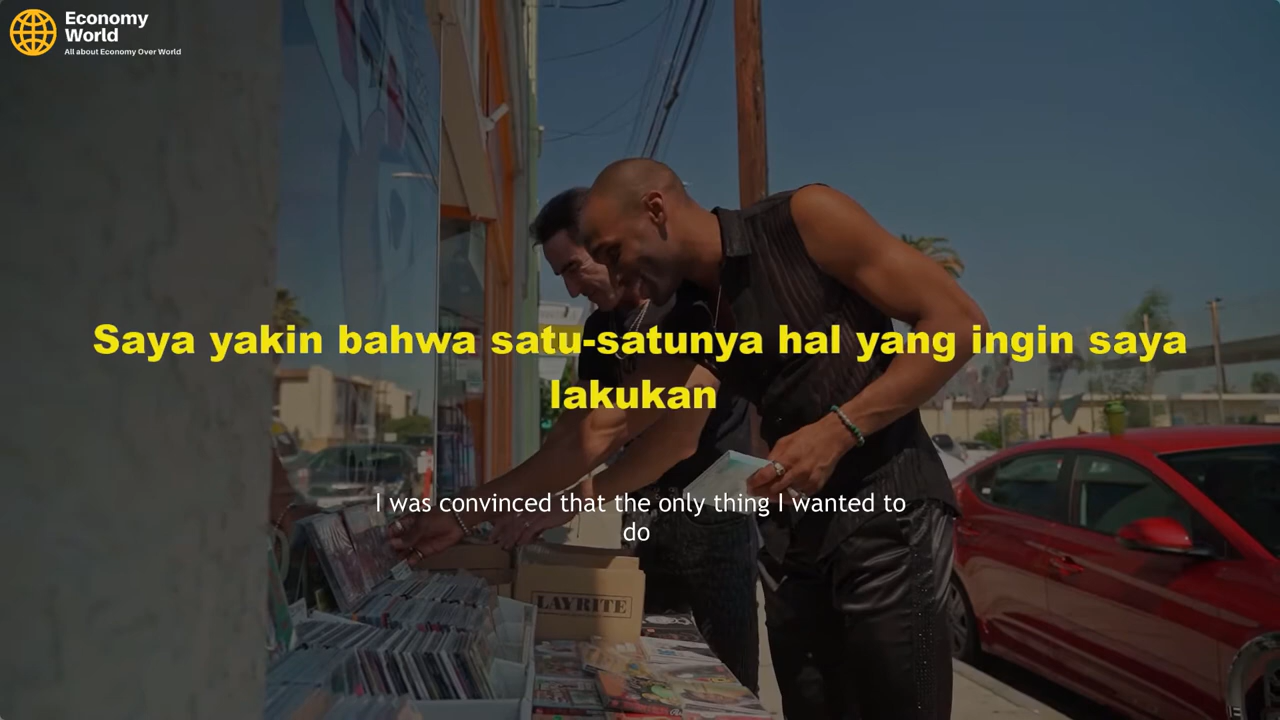 Economy
World
All about Economy Over World
Saya yakin bahwa satu-satunya hal yang ingin saya
lakukan
I was convinced that the only thing I wanted to
do
LAYRITE